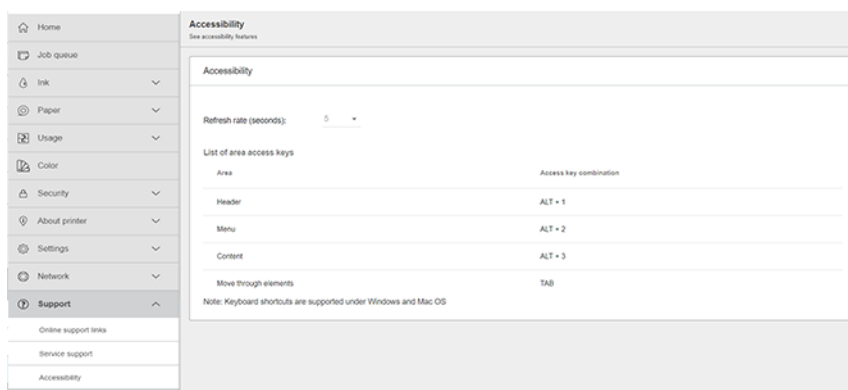 Home
Job queue
Ink
Paper
Usage
Color
Security
About printer
Settings
Network
Support
Online support links
Service support
Accessibility
Accessibility
See accessibility features
Accessibility
Refresh rate (seconds): 5
List of area access keys
Area Access key combination
Header ALT + 1
Menu ALT + 2
Content ALT + 3
Move through elements TAB
Note: Keyboard shortcuts are supported under Windows and Mac OS